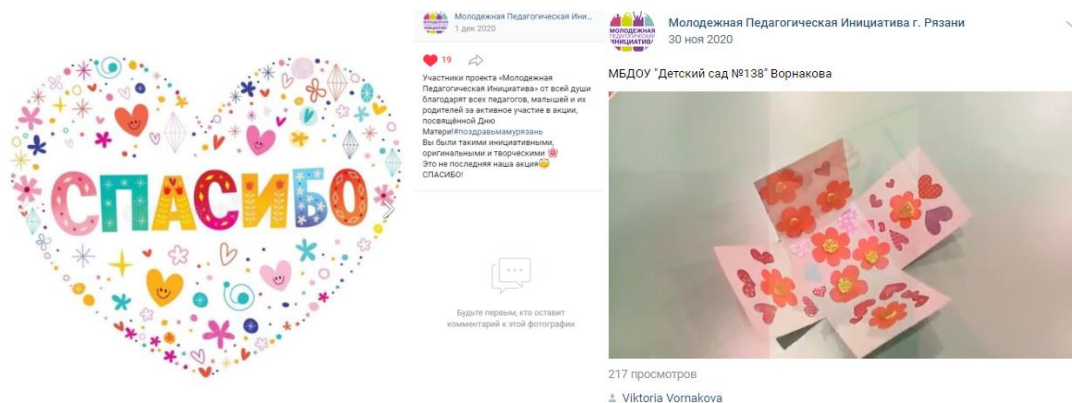 СПАСИБО
Молодежная Педагогическая Ини...
1 дек 2020
19
Участники проекта «Молодежная
Педагогическая Инициатива» от всей души
благодарят всех педагогов, малышей и их
родителей за активное участие в акции,
посвящённой Дню
Матери!#поздравьмамурязань
Вы были такими инициативными,
оригинальными и творческими
Это не последняя наша акция
СПАСИБО!
Будьте первым, кто оставит
комментарий к этой фотографии
МОЛОДЕЖНАЯ
ПЕДАГОГИЧЕСКАЯ
ИНИЦИАТИВА
Молодежная Педагогическая Инициатива г. Рязани
30 ноя 2020
МБДОУ "Детский сад №138" Ворнакова
217 просмотров
Viktoria Vornakova